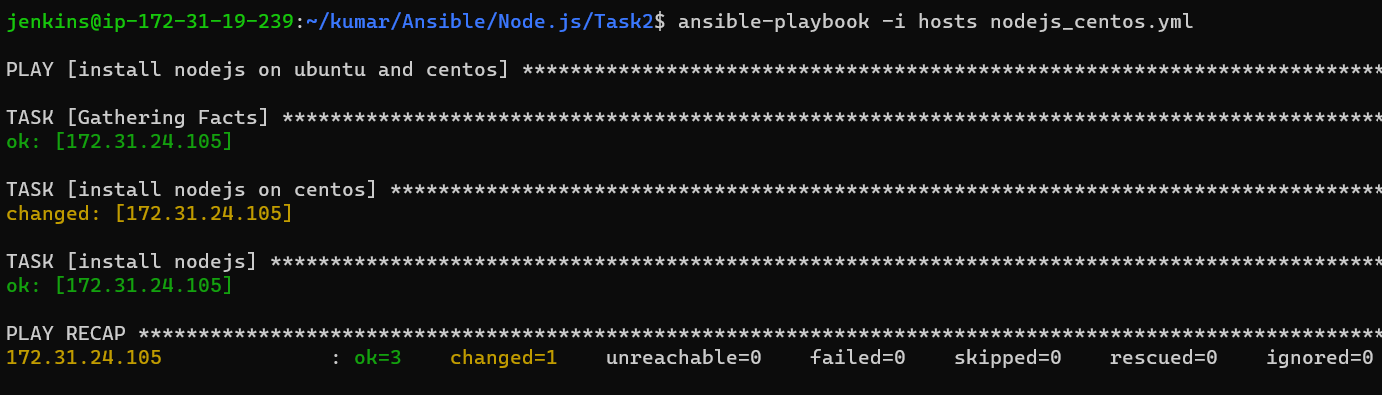 jenkins@ip-172-31-19-239:~/kumar/Ansible/Node.js/Task2$ ansible-playbook -i hosts nodejs_centos.yml
PLAY [install nodejs on ubuntu and centos] ************************************************************************
TASK [Gathering Facts] ********************************************************************************************
ok: [172.31.24.105]
TASK [install nodejs on centos] ***********************************************************************************
changed: [172.31.24.105]
TASK [install nodejs] *********************************************************************************************
ok: [172.31.24.105]
PLAY RECAP ********************************************************************************************************
172.31.24.105              : ok=3    changed=1    unreachable=0    failed=0    skipped=0    rescued=0    ignored=0